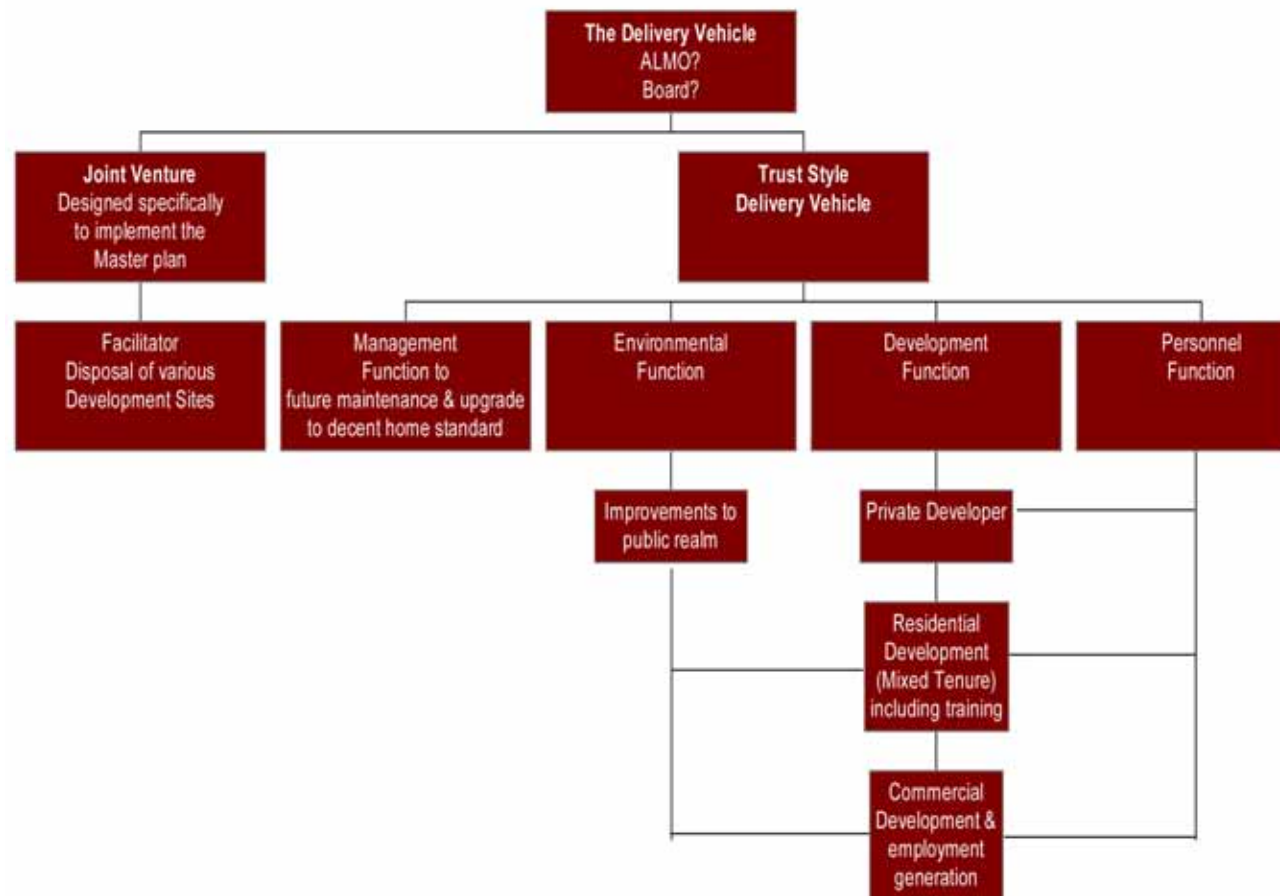 The Delivery Vehicle
ALMO?
Board?
Joint Venture
Designed specifically
to implement the
Master plan
Trust Style
Delivery Vehicle
Facilitator
Disposal of various
Development Sites
Management
Function to
future maintenance & upgrade
to decent home standard
Environmental
Function
Development
Function
Personnel
Function
Improvements to
public realm
Private Developer
Residential
Development
(Mixed Tenure)
including training
Commercial
Development &
employment
generation